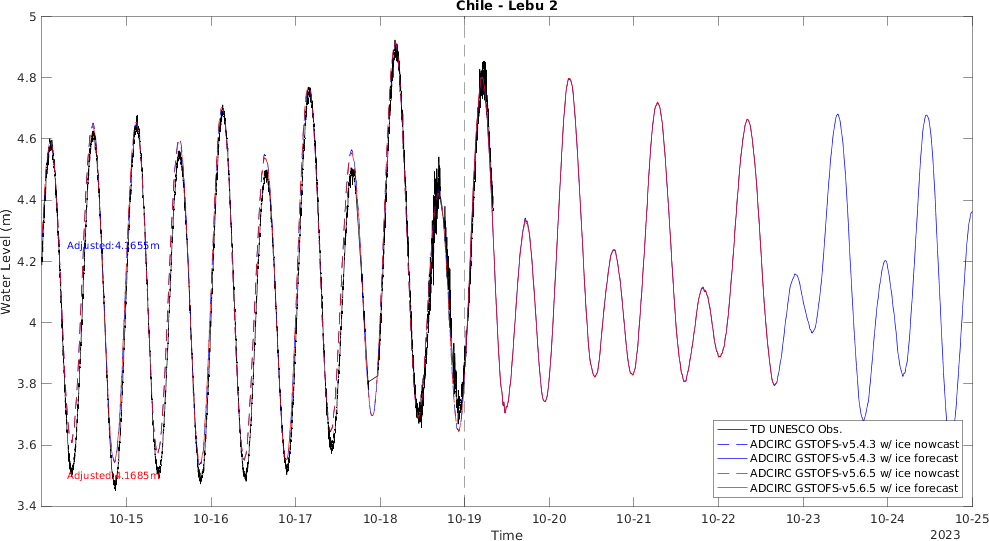 Chile - Lebu 2
Water Level (m)
5
4.8
4.6
4.4
4.2
4
3.8
3.6
3.4
Adjusted:4.1655m
Adjusted:4.1685m
TD UNESCO Obs.
ADCIRC GSTOFS-v5.4.3 w/ ice nowcast
ADCIRC GSTOFS-v5.4.3 w/ ice forecast
ADCIRC GSTOFS-v5.6.5 w/ ice nowcast
ADCIRC GSTOFS-v5.6.5 w/ ice forecast
10-15 10-16 10-17 10-18 10-19 10-20 10-21 10-22 10-23 10-24 10-25
Time
2023